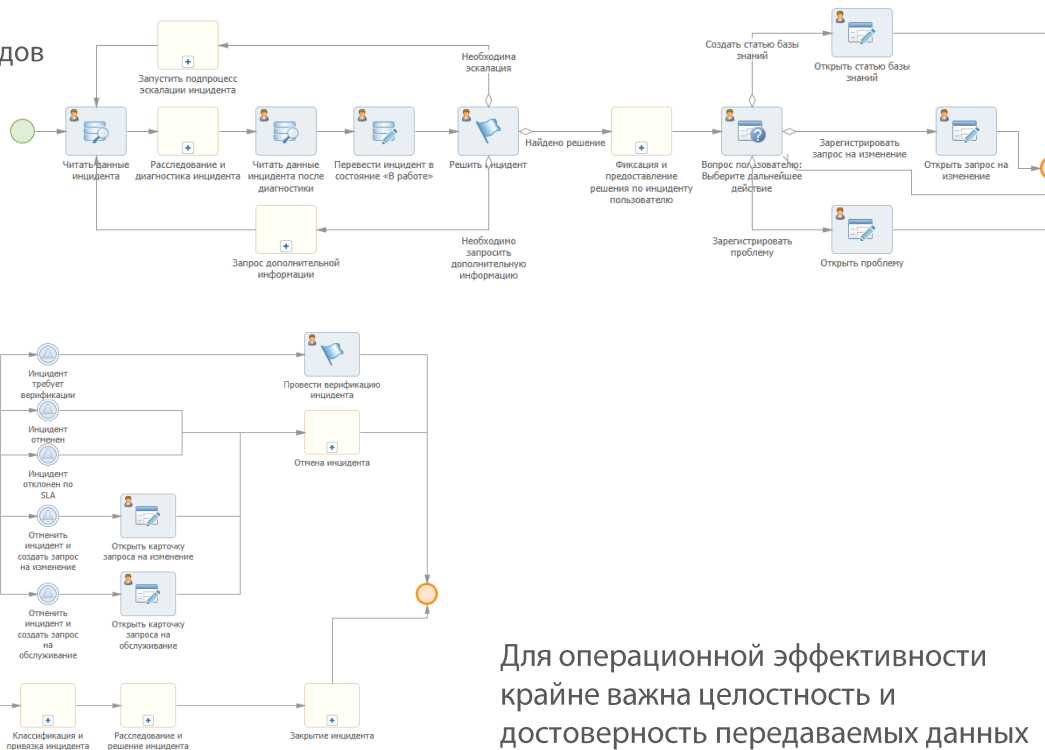 дов
Запустить подпроцесс
эскалации инцидента
Необходима
эскалация
Создать статью базы
знаний
Открыть статью базы
знаний
Читать данные
инцидента
Расследование и
диагностика инцидента
Читать данные
инцидента после
диагностики
Перевести инцидент в
состояние «В работе»
Решить инцидент
Найдено решение
Фиксация и
предоставление
решения по инциденту
пользователю
Вопрос пользователю:
Выберите дальнейшее
действие
Зарегистрировать
запрос на изменение
Открыть запрос на
изменение
Запрос дополнительной
информации
Необходимо
запросить
дополнительную
информацию
Зарегистрировать
проблему
Открыть проблему
Инцидент
требует
верификации
Провести верификацию
инцидента
Инцидент
отменен
Инцидент
отклонен по
SLA
Отмена инцидента
Отменить
инцидент и
создать запрос
на изменение
Открыть карточку
запроса на изменение
Отменить
инцидент и
создать запрос
на
обслуживание
Открыть карточку
запроса на
обслуживание
Классификация и
привязка инцидента
Расследование и
решение инцидента
Закрытие инцидента
Для операционной эффективности
крайне важна целостность и
достоверность передаваемых данных